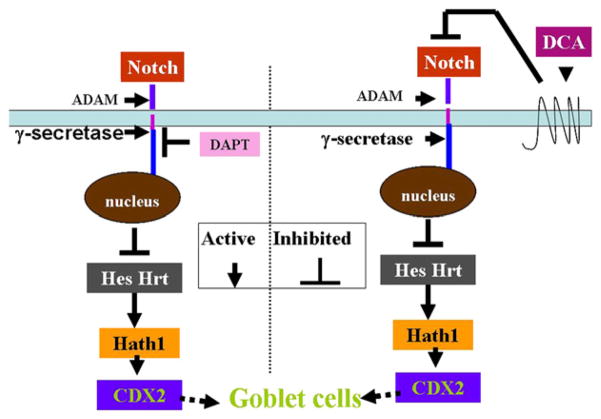 Notch
ADAM
γ-secretase
DAPT
nucleus
Hes Hrt
Hath1
CDX2
Active
Inhibited
Goblet cells
DCA
Notch
ADAM
γ-secretase
nucleus
Hes Hrt
Hath1
CDX2